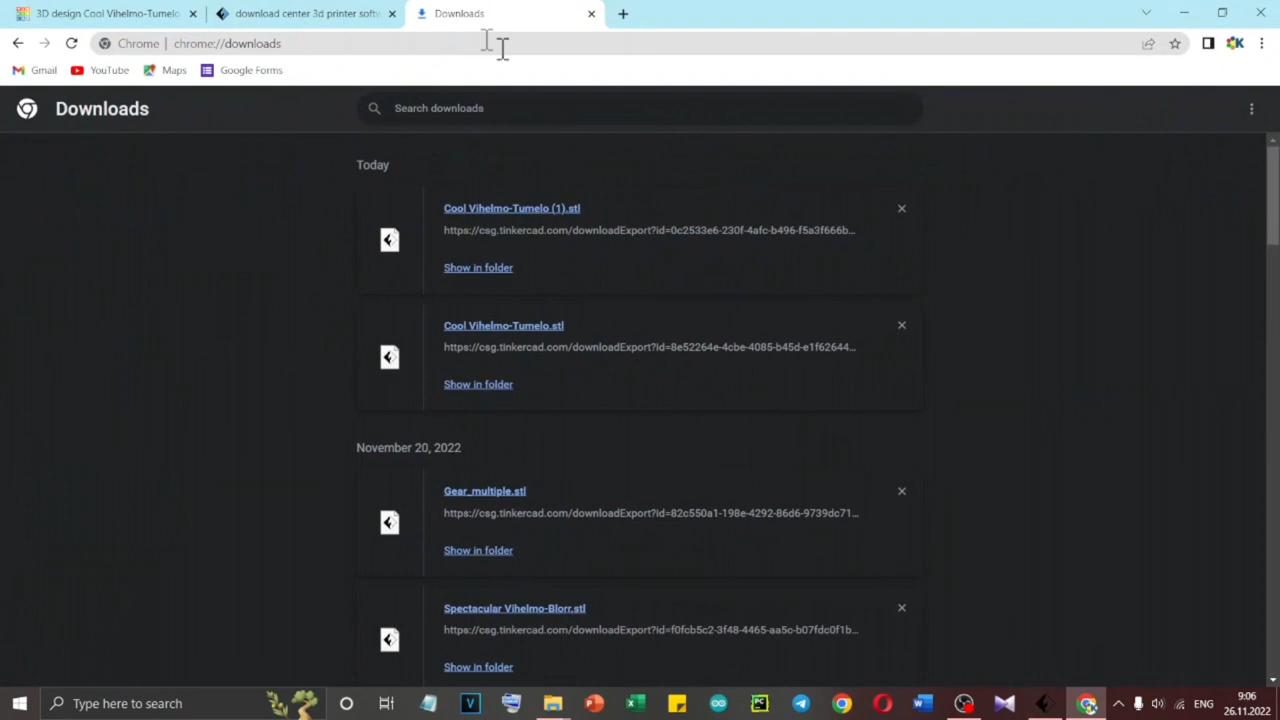 3D design Cool Vihelmo-Tumelo
download center 3d printer softw
Downloads
Chrome
chrome://downloads
Gmail
YouTube
Maps
Google Forms
Downloads
Search downloads
Today
Cool Vihelmo-Tumelo (1).stl
https://csg.tinkercad.com/downloadExport?id=0c2533e6-230f-4afc-b496-f5a3f666b...
Show in folder
Cool Vihelmo-Tumelo.stl
https://csg.tinkercad.com/downloadExport?id=8e52264e-4cbe-4085-b45d-e1f62644...
Show in folder
November 20, 2022
Gear_multiple.stl
https://csg.tinkercad.com/downloadExport?id=82c550a1-198e-4292-86d6-9739dc71...
Show in folder
Spectacular Vihelmo-Blorr.stl
https://csg.tinkercad.com/downloadExport?id=f0fcb5c2-3f48-4465-aa5c-b07fdc0f1b...
Show in folder
Type here to search
ENG
9:06
26.11.2022